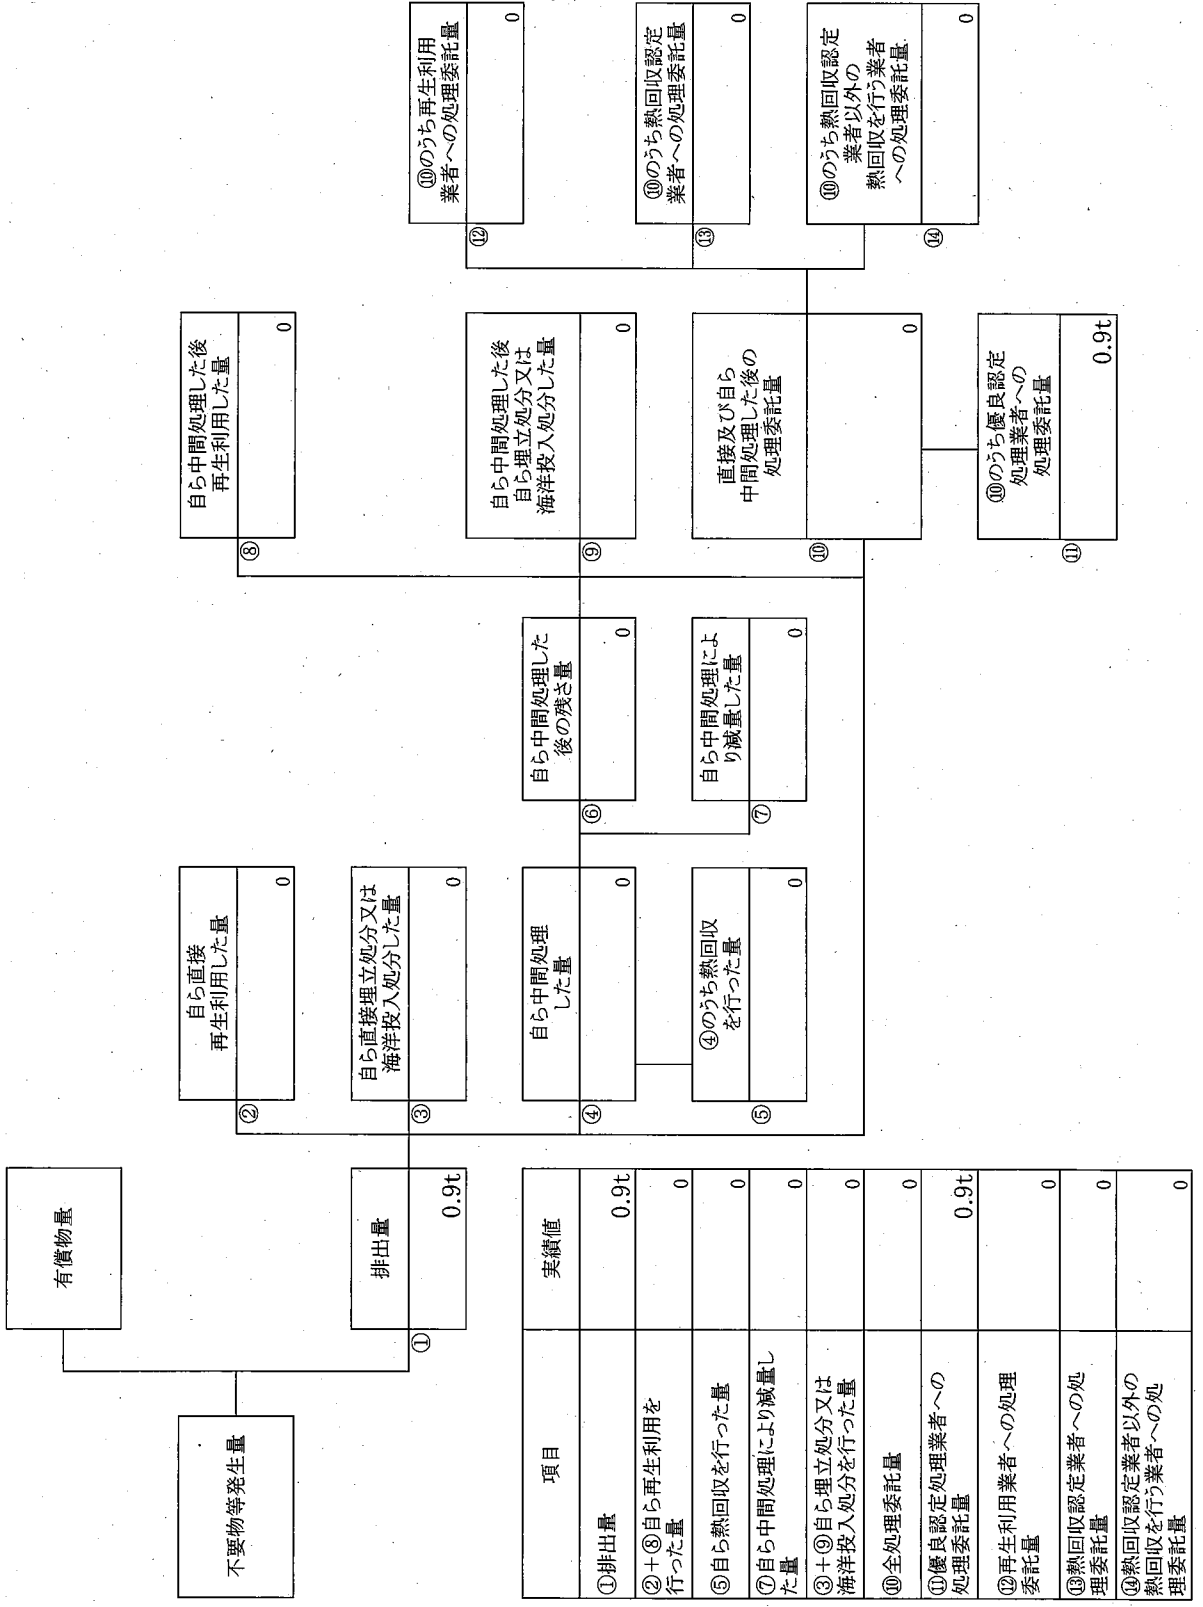 不要物等発生量
有償物量
①
排出量
0.9t
②
自ら直接
再生利用した量
0
③
自ら直接埋立処分又は
海洋投入処分した量
0
④
自ら中間処理
した量
0
⑤
④のうち熱回収
を行った量
0
⑥
自ら中間処理した
後の残さ量
0
⑦
自ら中間処理によ
り減量した量
0
⑧
自ら中間処理した後
再生利用した量
0
⑨
自ら中間処理した後
自ら埋立処分又は
海洋投入処分した量
0
⑩
直接及び自ら
中間処理した後の
処理委託量
0
⑪
⑩のうち優良認定
処理業者への
処理委託量
0.9t
⑫
⑩のうち再生利用
業者への処理委託量
0
⑬
⑩のうち熱回収認定
業者への処理委託量
0
⑭
⑩のうち熱回収認定
業者以外の
熱回収を行う業者
への処理委託量
0
項目 実績値
①排出量 0.9t
②+⑧自ら再生利用を
行った量 0
⑤自ら熱回収を行った量 0
⑦自ら中間処理により減量し
た量 0
③+⑨自ら埋立処分又は
海洋投入処分を行った量 0
⑩全処理委託量 0
⑪優良認定処理業者への
処理委託量 0.9t
⑫再生利用業者への処理
委託量 0
⑬熱回収認定業者への処
理委託量 0
⑭熱回収認定業者以外の
熱回収を行う業者への処
理委託量 0